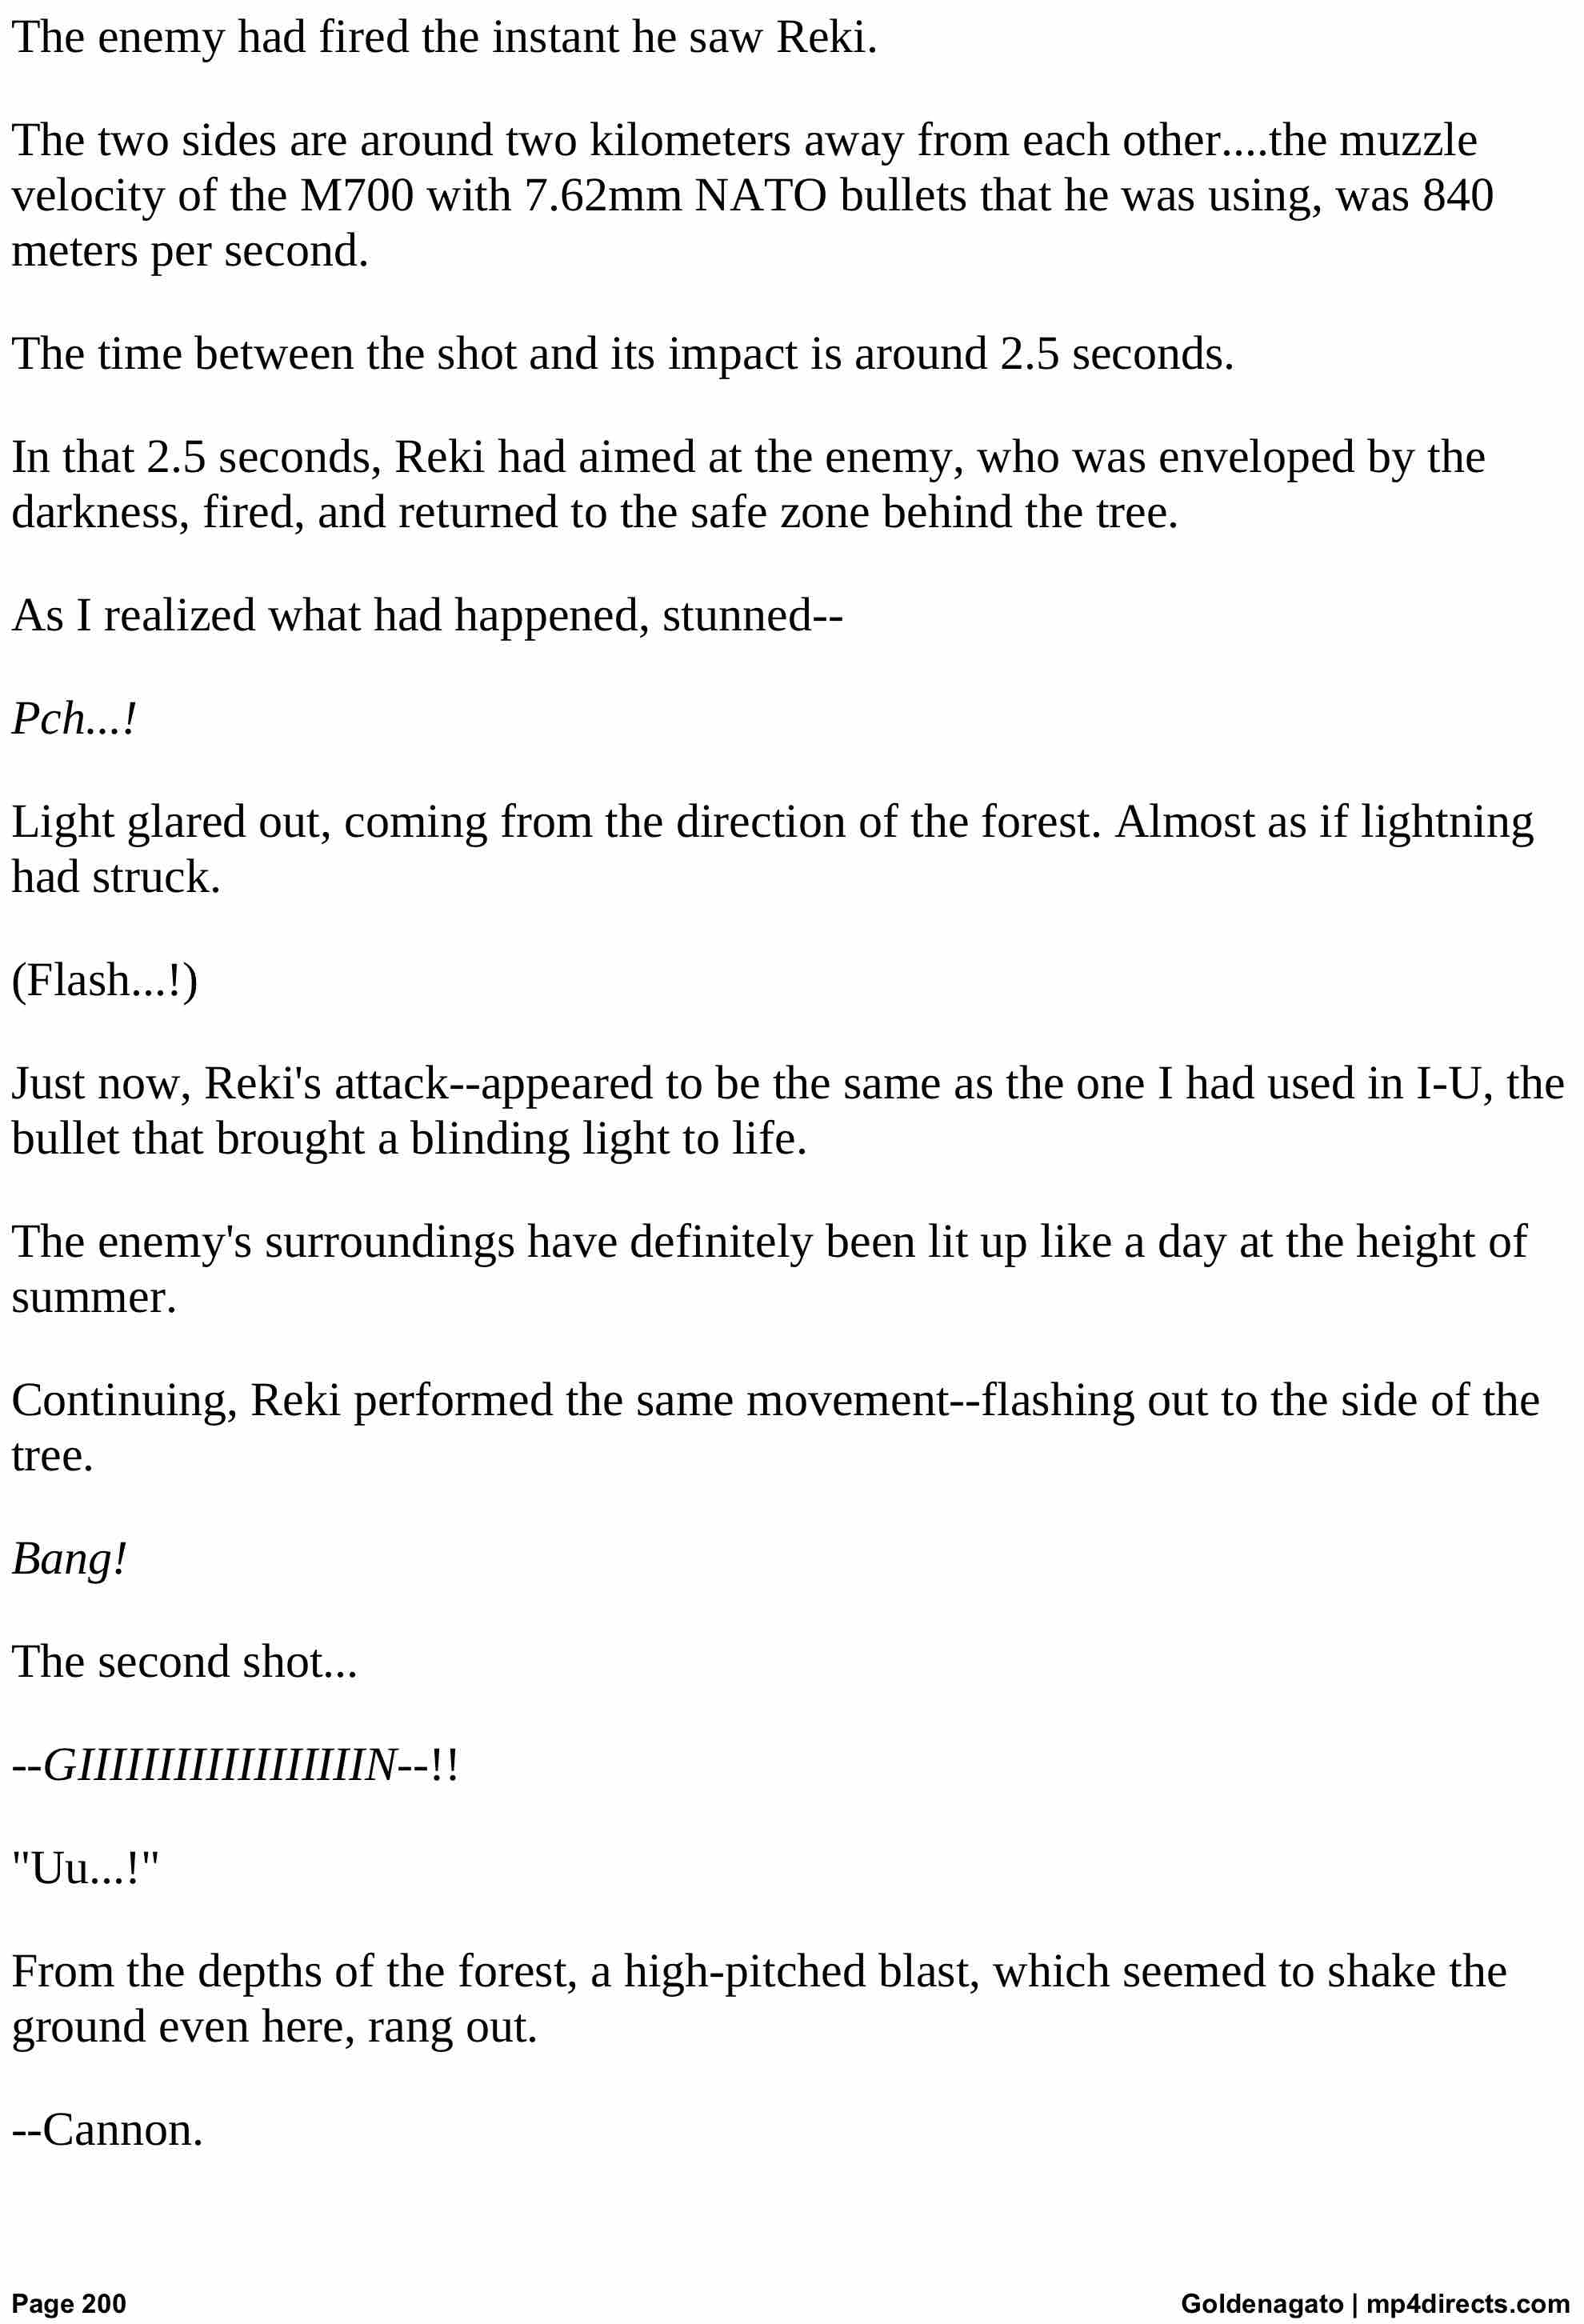 The enemy had fired the instant he saw Reki.
The two sides are around two kilometers away from each other....the muzzle
velocity of the M700 with 7.62mm NATO bullets that he was using, was 840
meters per second.
The time between the shot and its impact is around 2.5 seconds.
In that 2.5 seconds, Reki had aimed at the enemy, who was enveloped by the
darkness, fired, and returned to the safe zone behind the tree.
As I realized what had happened, stunned--
Pch...!
Light glared out, coming from the direction of the forest. Almost as if lightning
had struck.
(Flash...!)
Just now, Reki's attack--appeared to be the same as the one I had used in I-U, the
bullet that brought a blinding light to life.
The enemy's surroundings have definitely been lit up like a day at the height of
summer.
Continuing, Reki performed the same movement--flashing out to the side of the
tree.
Bang!
The second shot...
--GIIIIIIIIIIIIIIIIIIN--!!
"Uu...!"
From the depths of the forest, a high-pitched blast, which seemed to shake the
ground even here, rang out.
--Cannon.
Page 200
Goldenagato | mp4directs.com